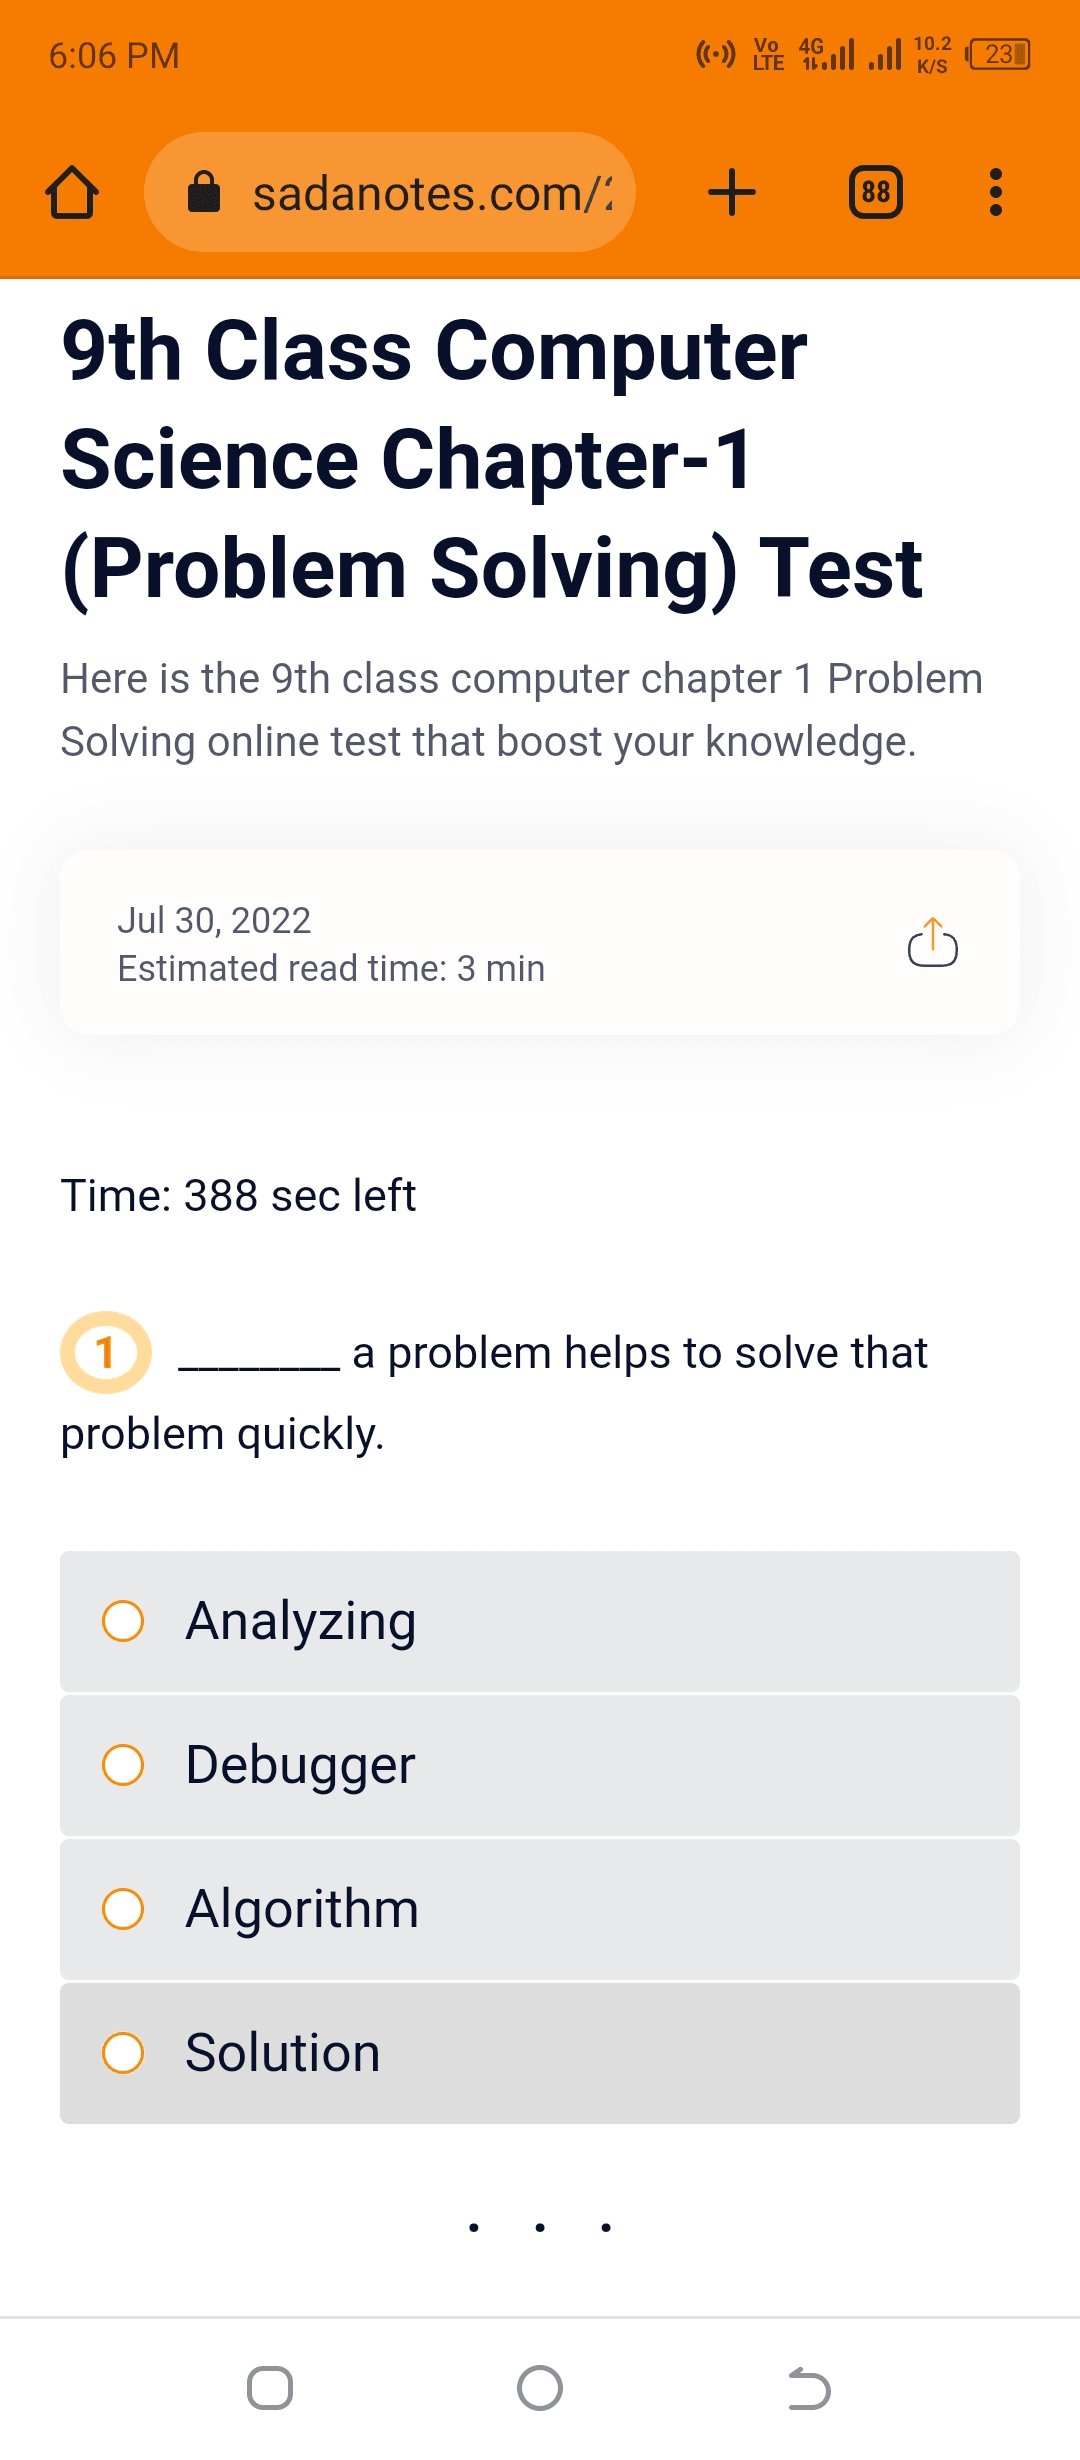 6:06 PM
Vo LTE 4G 10.2 K/S 23
sadanotes.com/
88
9th Class Computer
Science Chapter-1
(Problem Solving) Test
Here is the 9th class computer chapter 1 Problem
Solving online test that boost your knowledge.
Jul 30, 2022
Estimated read time: 3 min
Time: 388 sec left
1 ________ a problem helps to solve that
problem quickly.
Analyzing
Debugger
Algorithm
Solution
. . .